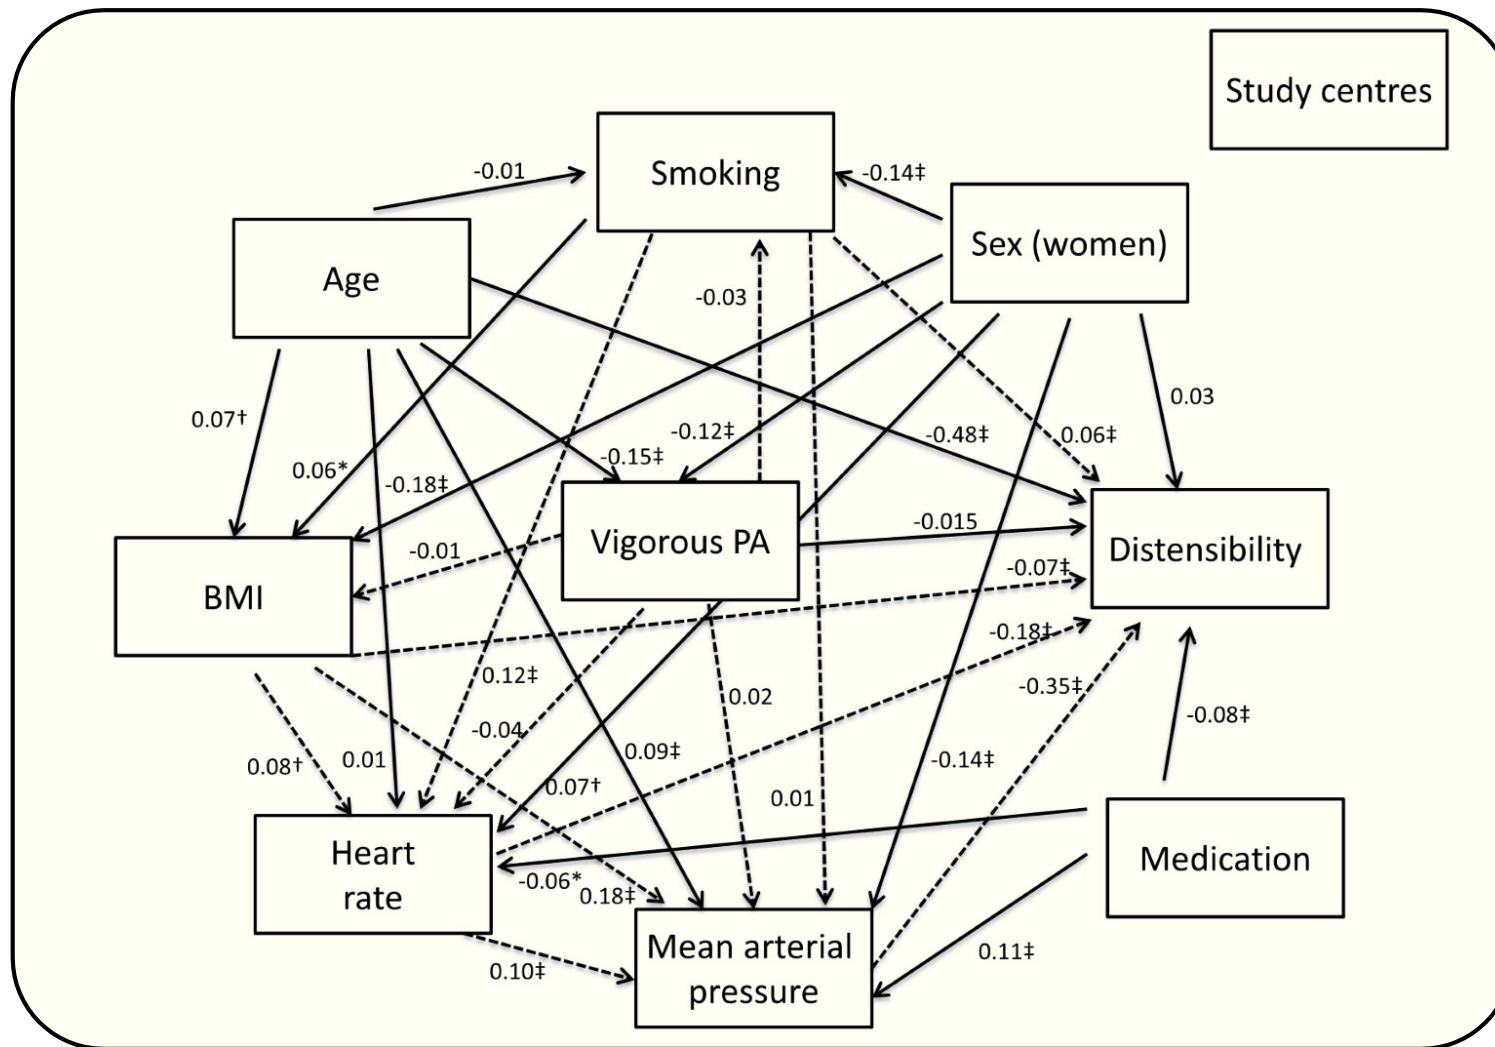 Study centres
Smoking
-0.01
-0.14‡
Sex (women)
Age
-0.03
0.07†
0.03
-0.12‡
-0.48‡
0.06‡
0.06*
-0.15‡
-0.18‡
-0.015
Vigorous PA
Distensibility
-0.01
-0.07‡
BMI
-0.18‡
0.12‡
0.02
-0.35‡
-0.04
-0.08‡
0.08†
0.01
0.09‡
-0.14‡
0.07†
0.01
Heart
rate
Medication
-0.06*
0.18‡
Mean arterial
pressure
0.10‡
0.11‡